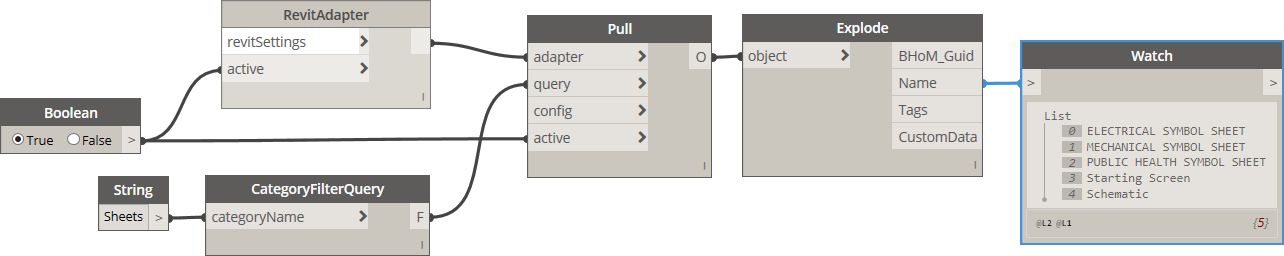 RevitAdapter
revitSettings >
active >
l
Boolean
True False >
String
Sheets >
CategoryFilterQuery
categoryName > F
l
Pull
adapter > O
query >
config >
active >
l
Explode
object > BHoM_Guid
Name
Tags
CustomData
l
Watch
> >
List
0 ELECTRICAL SYMBOL SHEET
1 MECHANICAL SYMBOL SHEET
2 PUBLIC HEALTH SYMBOL SHEET
3 Starting Screen
4 Schematic
@L2 @L1 {5}